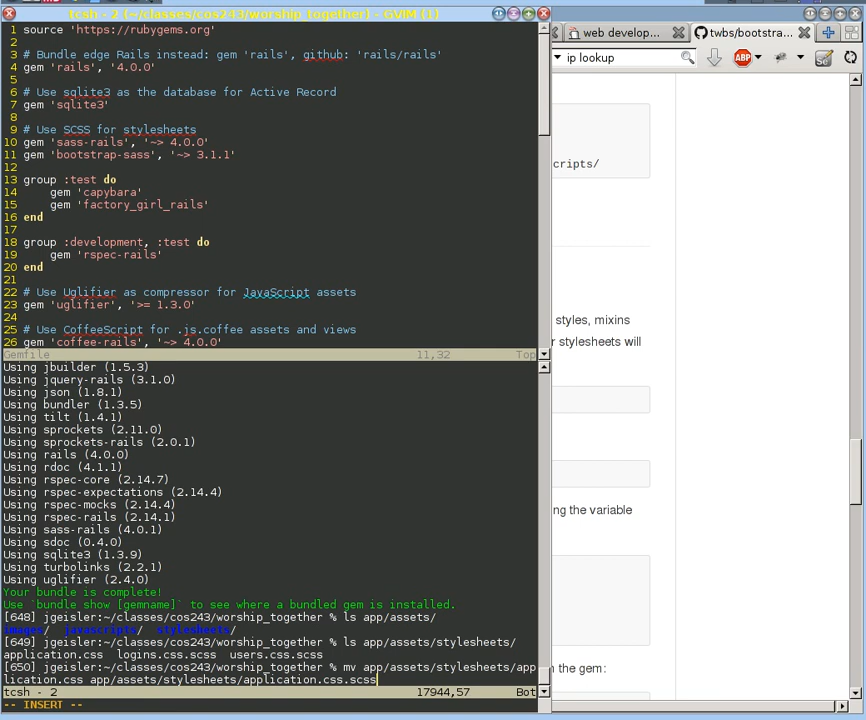 tcsh - 2 (~/classes/cos243/worship_together) - GVIM (1)
1 source 'https://rubygems.org'
2
3 # Bundle edge Rails instead: gem 'rails', github: 'rails/rails'
4 gem 'rails', '4.0.0'
5
6 # Use sqlite3 as the database for Active Record
7 gem 'sqlite3'
8
9 # Use SCSS for stylesheets
10 gem 'sass-rails', '~> 4.0.0'
11 gem 'bootstrap-sass', '~> 3.1.1'
12
13 group :test do
14 gem 'capybara'
15 gem 'factory_girl_rails'
16 end
17
18 group :development, :test do
19 gem 'rspec-rails'
20 end
21
22 # Use Uglifier as compressor for JavaScript assets
23 gem 'uglifier', '>= 1.3.0'
24
25 # Use CoffeeScript for .js.coffee assets and views
26 gem 'coffee-rails', '~> 4.0.0'
Gemfile 11,32 Top
Using jbuilder (1.5.3)
Using jquery-rails (3.1.0)
Using json (1.8.1)
Using bundler (1.3.5)
Using tilt (1.4.1)
Using sprockets (2.11.0)
Using sprockets-rails (2.0.1)
Using rails (4.0.0)
Using rdoc (4.1.1)
Using rspec-core (2.14.7)
Using rspec-expectations (2.14.4)
Using rspec-mocks (2.14.4)
Using rspec-rails (2.14.1)
Using sass-rails (4.0.1)
Using sdoc (0.4.0)
Using sqlite3 (1.3.9)
Using turbolinks (2.2.1)
Using uglifier (2.4.0)
Your bundle is complete!
Use `bundle show [gemname]` to see where a bundled gem is installed.
[648] jgeisler:~/classes/cos243/worship_together % ls app/assets/
images/ javascripts/ stylesheets/
[649] jgeisler:~/classes/cos243/worship_together % ls app/assets/stylesheets/
application.css logins.css.scss users.css.scss
[650] jgeisler:~/classes/cos243/worship_together % mv app/assets/stylesheets/app
lication.css app/assets/stylesheets/application.css.scss
tcsh - 2 17944,57 Bot
-- INSERT --
web develop...
twbs/bootstra...
ip lookup
ABP
cripts/
styles, mixins
r stylesheets will
ng the variable
n the gem: